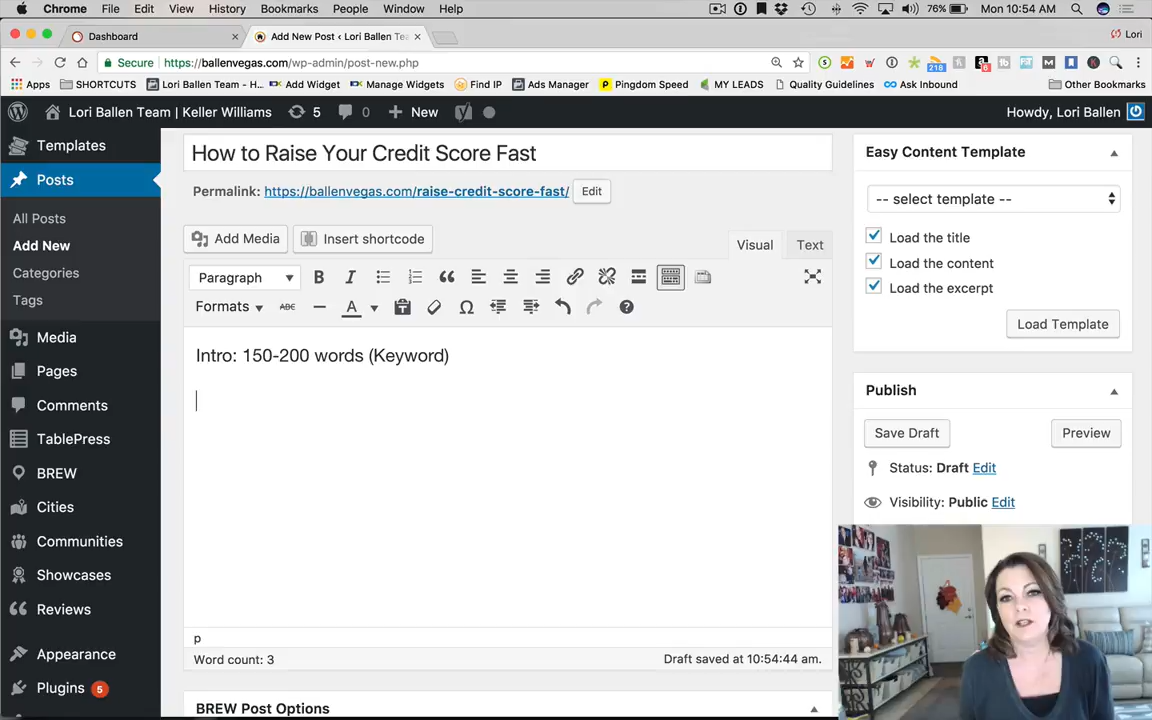 Chrome File Edit View History Bookmarks People Window Help 76% Mon 10:54 AM
Dashboard × Add New Post ‹ Lori Ballen Tea × Lori
Secure https://ballenvegas.com/wp-admin/post-new.php
Apps SHORTCUTS Lori Ballen Team - H... Add Widget Manage Widgets Find IP Ads Manager Pingdom Speed MY LEADS Quality Guidelines Ask Inbound Other Bookmarks
Lori Ballen Team | Keller Williams 5 0 + New Howdy, Lori Ballen
Templates
Posts
All Posts
Add New
Categories
Tags
Media
Pages
Comments
TablePress
BREW
Cities
Communities
Showcases
Reviews
Appearance
Plugins 5
How to Raise Your Credit Score Fast
Permalink: https://ballenvegas.com/raise-credit-score-fast/ Edit
Add Media Insert shortcode Visual Text
Paragraph B I
Formats ABC A Ω
Intro: 150-200 words (Keyword)
p
Word count: 3 Draft saved at 10:54:44 am.
BREW Post Options
Easy Content Template
-- select template --
Load the title
Load the content
Load the excerpt
Load Template
Publish
Save Draft Preview
Status: Draft Edit
Visibility: Public Edit